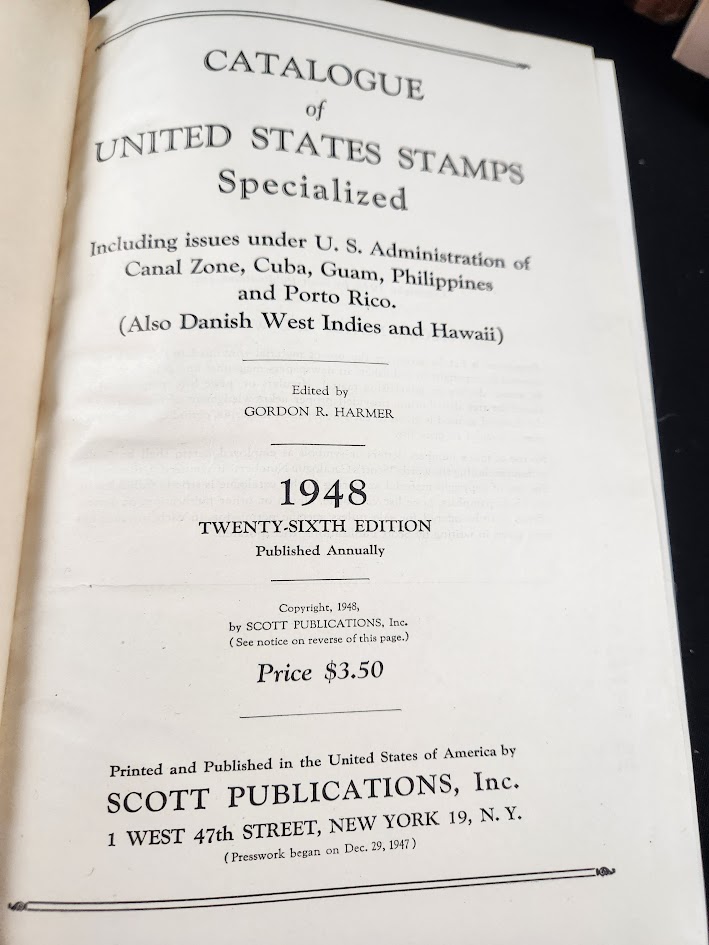 CATALOGUE
of
UNITED STATES STAMPS
Specialized
Including issues under U. S. Administration of
Canal Zone, Cuba, Guam, Philippines
and Porto Rico.
(Also Danish West Indies and Hawaii)
Edited by
GORDON R. HARMER
1948
TWENTY-SIXTH EDITION
Published Annually
Copyright, 1948,
by SCOTT PUBLICATIONS, Inc.
(See notice on reverse of this page.)
Price $3.50
Printed and Published in the United States of America by
SCOTT PUBLICATIONS, Inc.
1 WEST 47th STREET, NEW YORK 19, N. Y.
(Presswork began on Dec. 29, 1947)